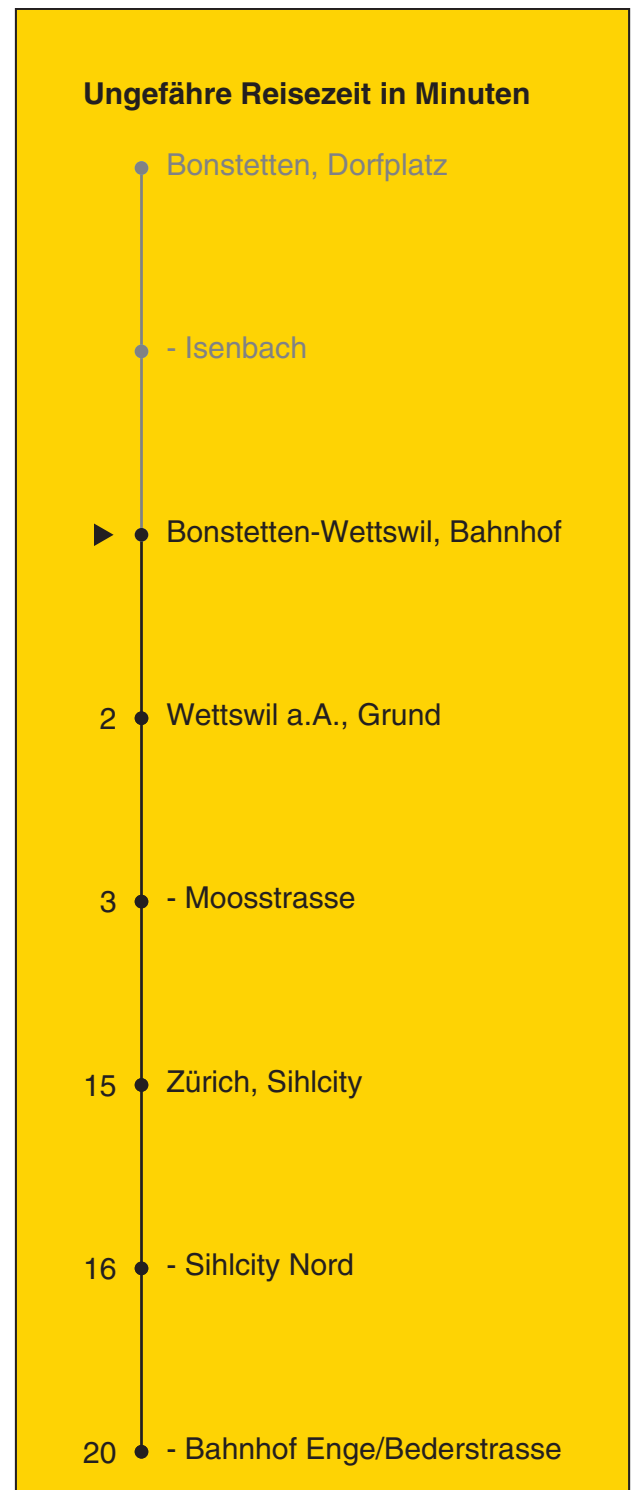 Ungefähre Reisezeit in Minuten
Bonstetten, Dorfplatz
- Isenbach
Bonstetten-Wettswil, Bahnhof
2 Wettswil a.A., Grund
3 - Moosstrasse
15 Zürich, Sihlcity
16 - Sihlcity Nord
20 - Bahnhof Enge/Bederstrasse